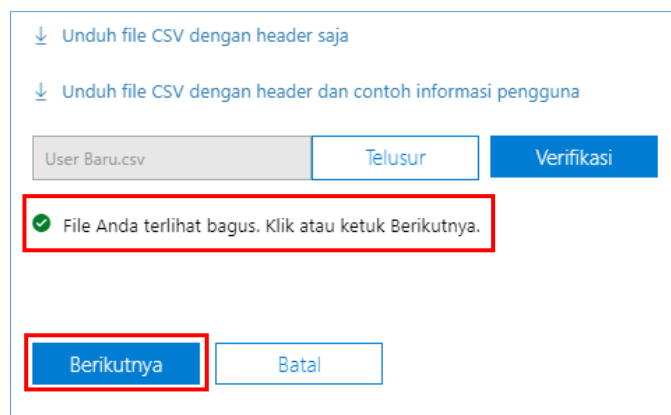 Unduh file CSV dengan header saja
Unduh file CSV dengan header dan contoh informasi pengguna
User Baru.csv
Telusur
Verifikasi
File Anda terlihat bagus. Klik atau ketuk Berikutnya.
Berikutnya
Batal